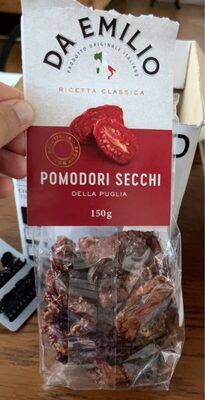 DA EMILIO
PRODOTTO ORIGINALE ITALIANO
RICETTA CLASSICA
POMODORI SECCHI
DELLA PUGLIA
150g